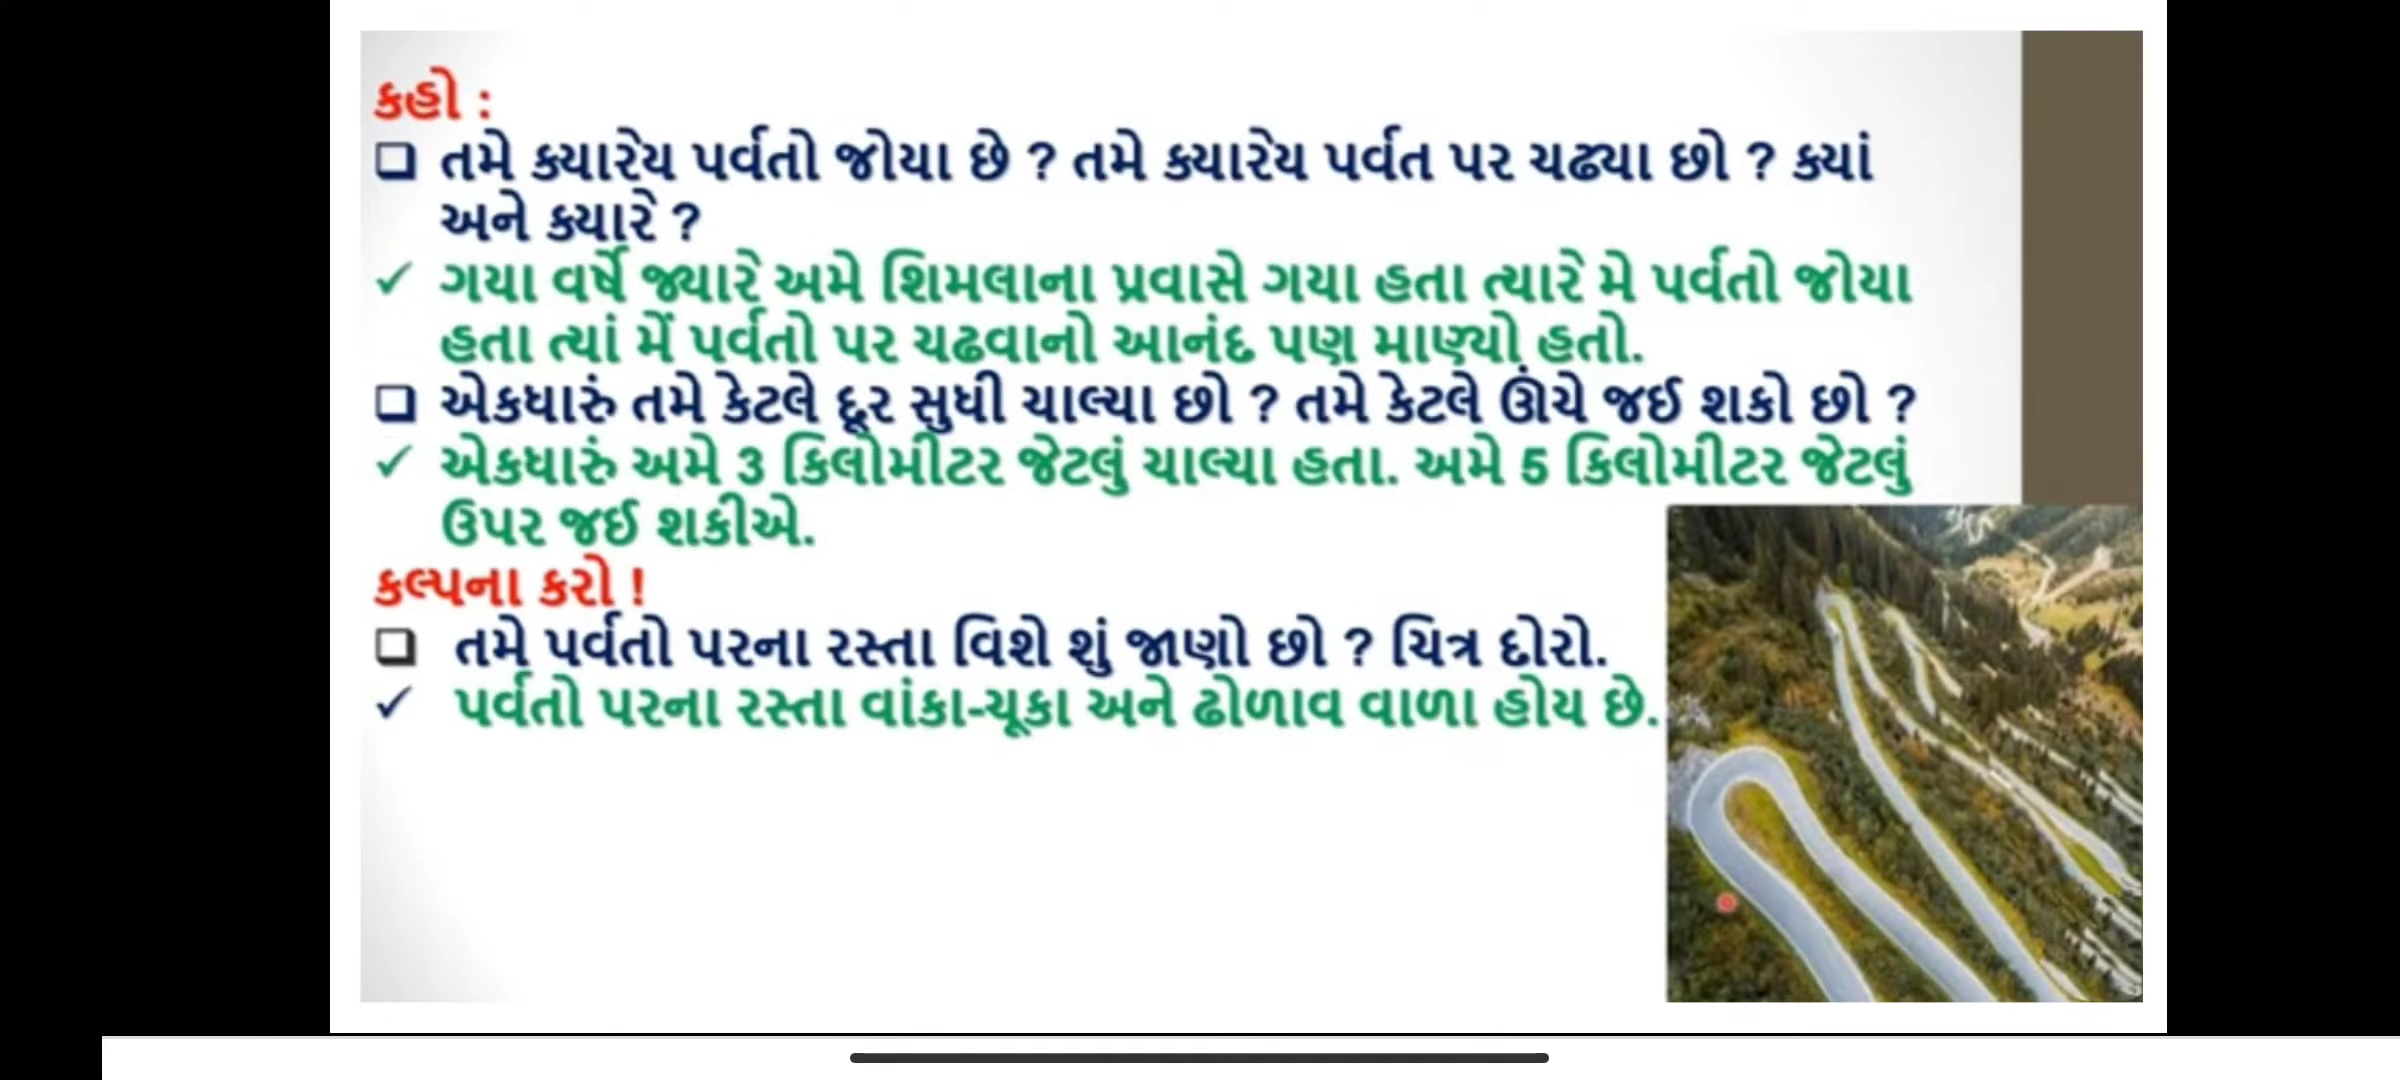 કહો :
❑ તમે ક્યારેય પર્વતો જોયા છે ? તમે ક્યારેય પર્વત પર ચઢ્યા છો ? ક્યાં
અને ક્યારે ?
✓ ગયા વર્ષે જ્યારે અમે શિમલાના પ્રવાસે ગયા હતા ત્યારે મે પર્વતો જોયા
હતા ત્યાં મેં પર્વતો પર ચઢવાનો આનંદ પણ માણ્યો હતો.
❑ એકધારું તમે કેટલે દૂર સુધી ચાલ્યા છો ? તમે કેટલે ઊંચે જઈ શકો છો ?
✓ એકધારું અમે 3 કિલોમીટર જેટલું ચાલ્યા હતા. અમે 5 કિલોમીટર જેટલું
ઉપર જઈ શકીએ.
કલ્પના કરો !
❑ તમે પર્વતો પરના રસ્તા વિશે શું જાણો છો ? ચિત્ર દોરો.
✓ પર્વતો પરના રસ્તા વાંકા-ચૂકા અને ઢોળાવ વાળા હોય છે.